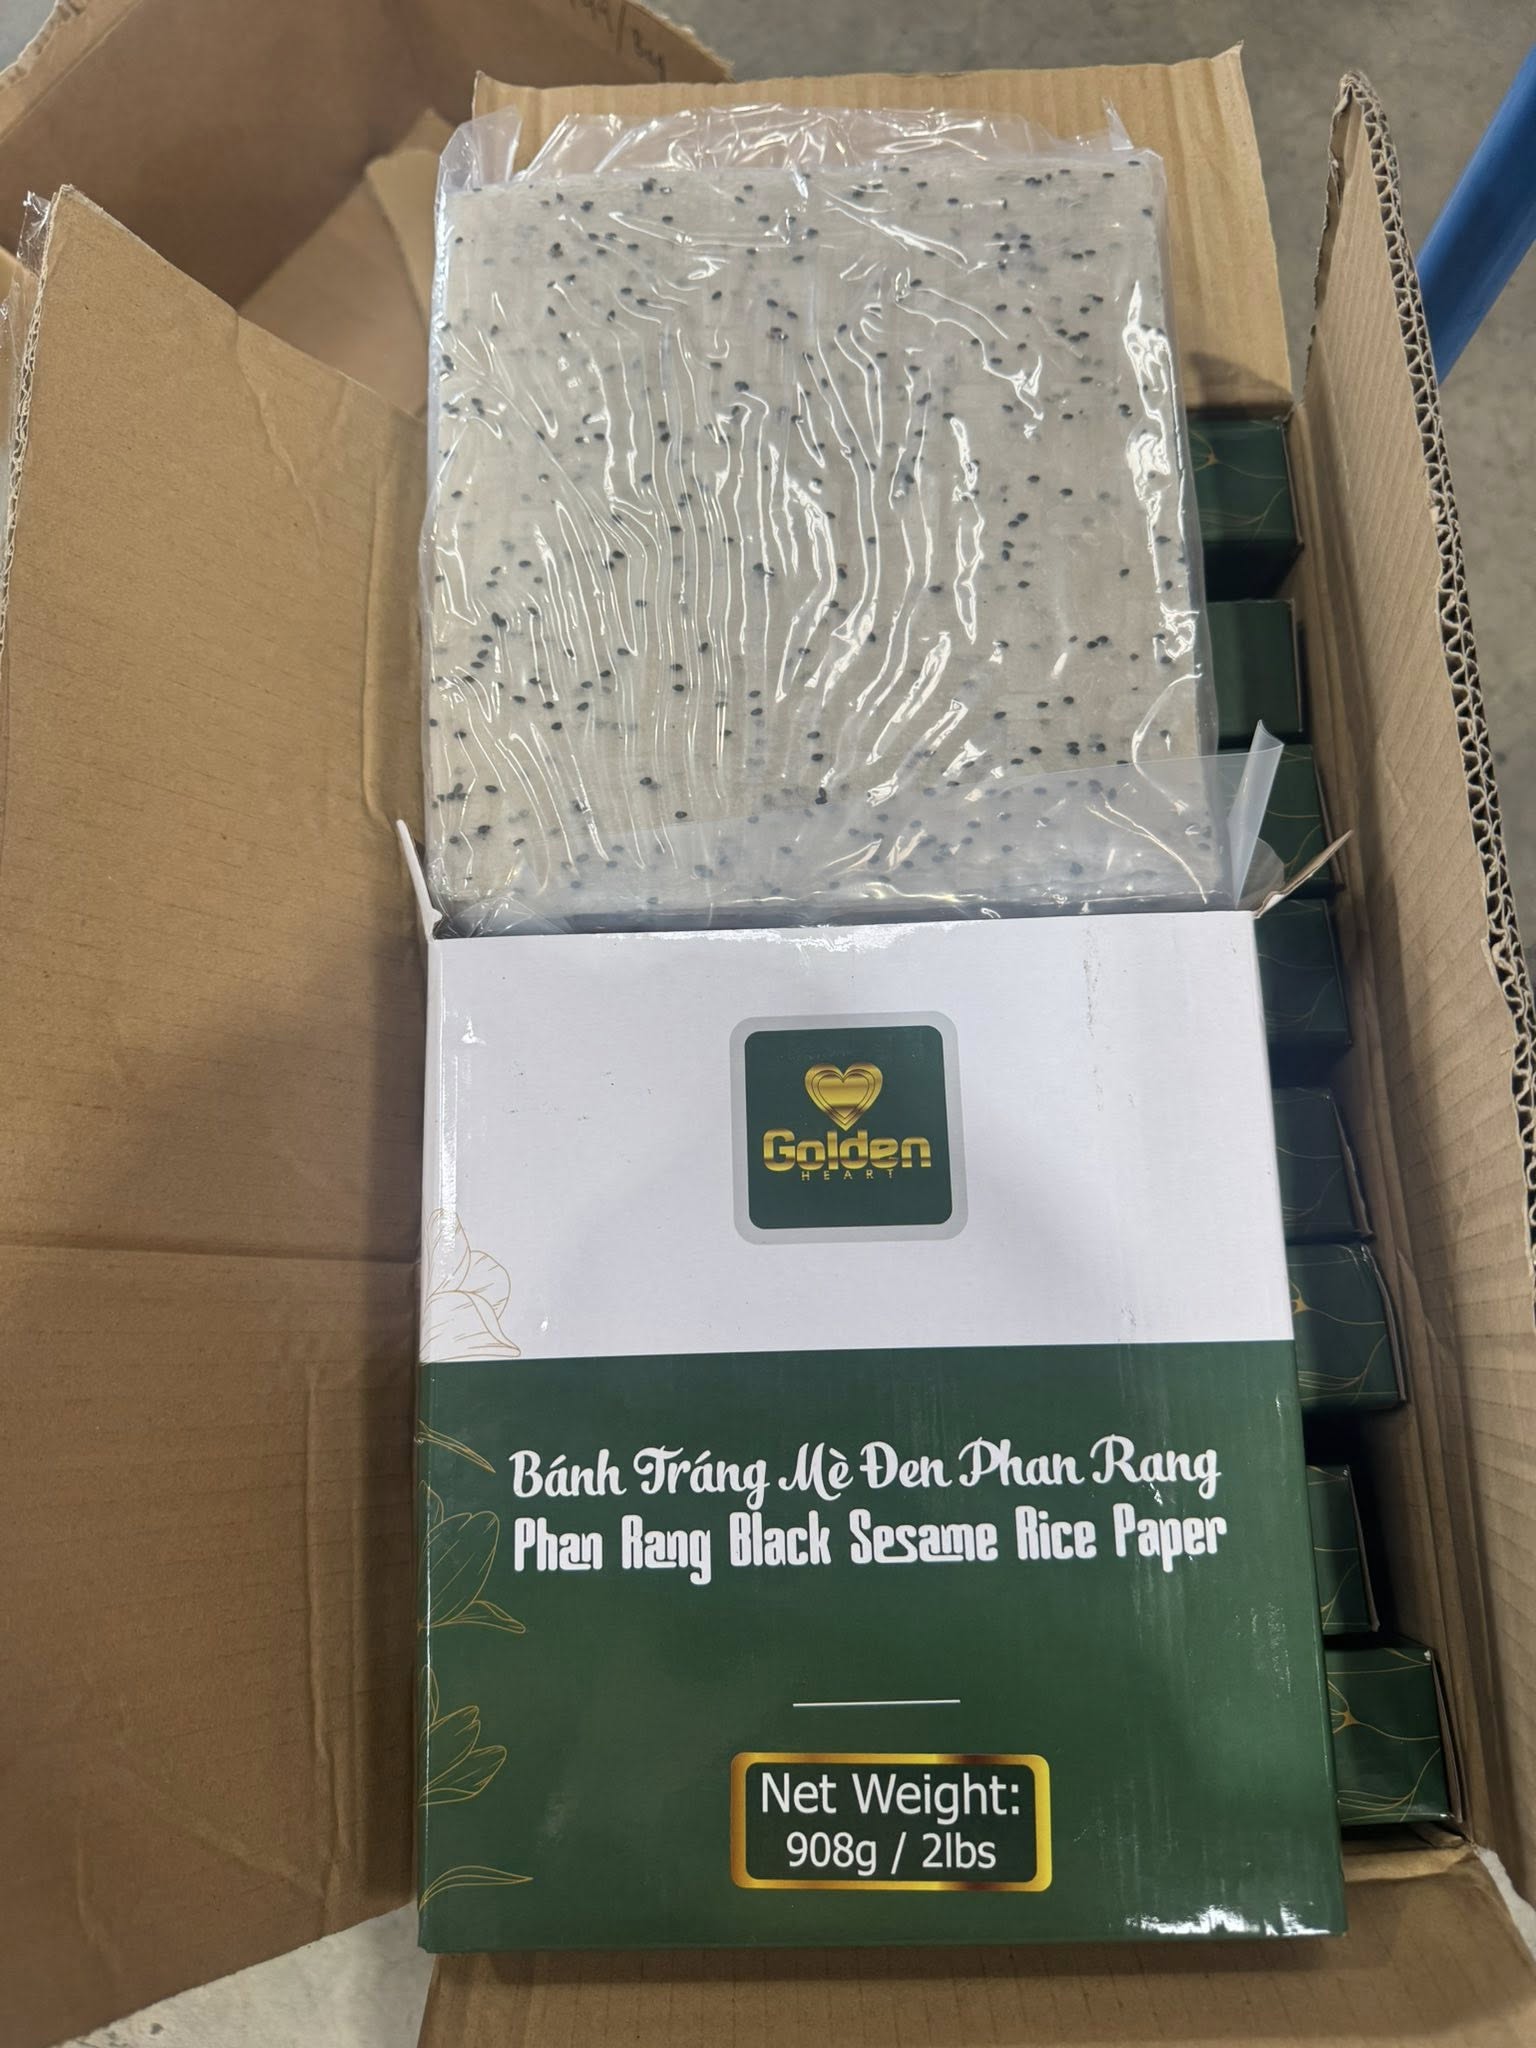 Golden
HEART
Bánh Tráng Mè Đen Phan Rang
Phan Rang Black Sesame Rice Paper
Net Weight:
908g / 2lbs